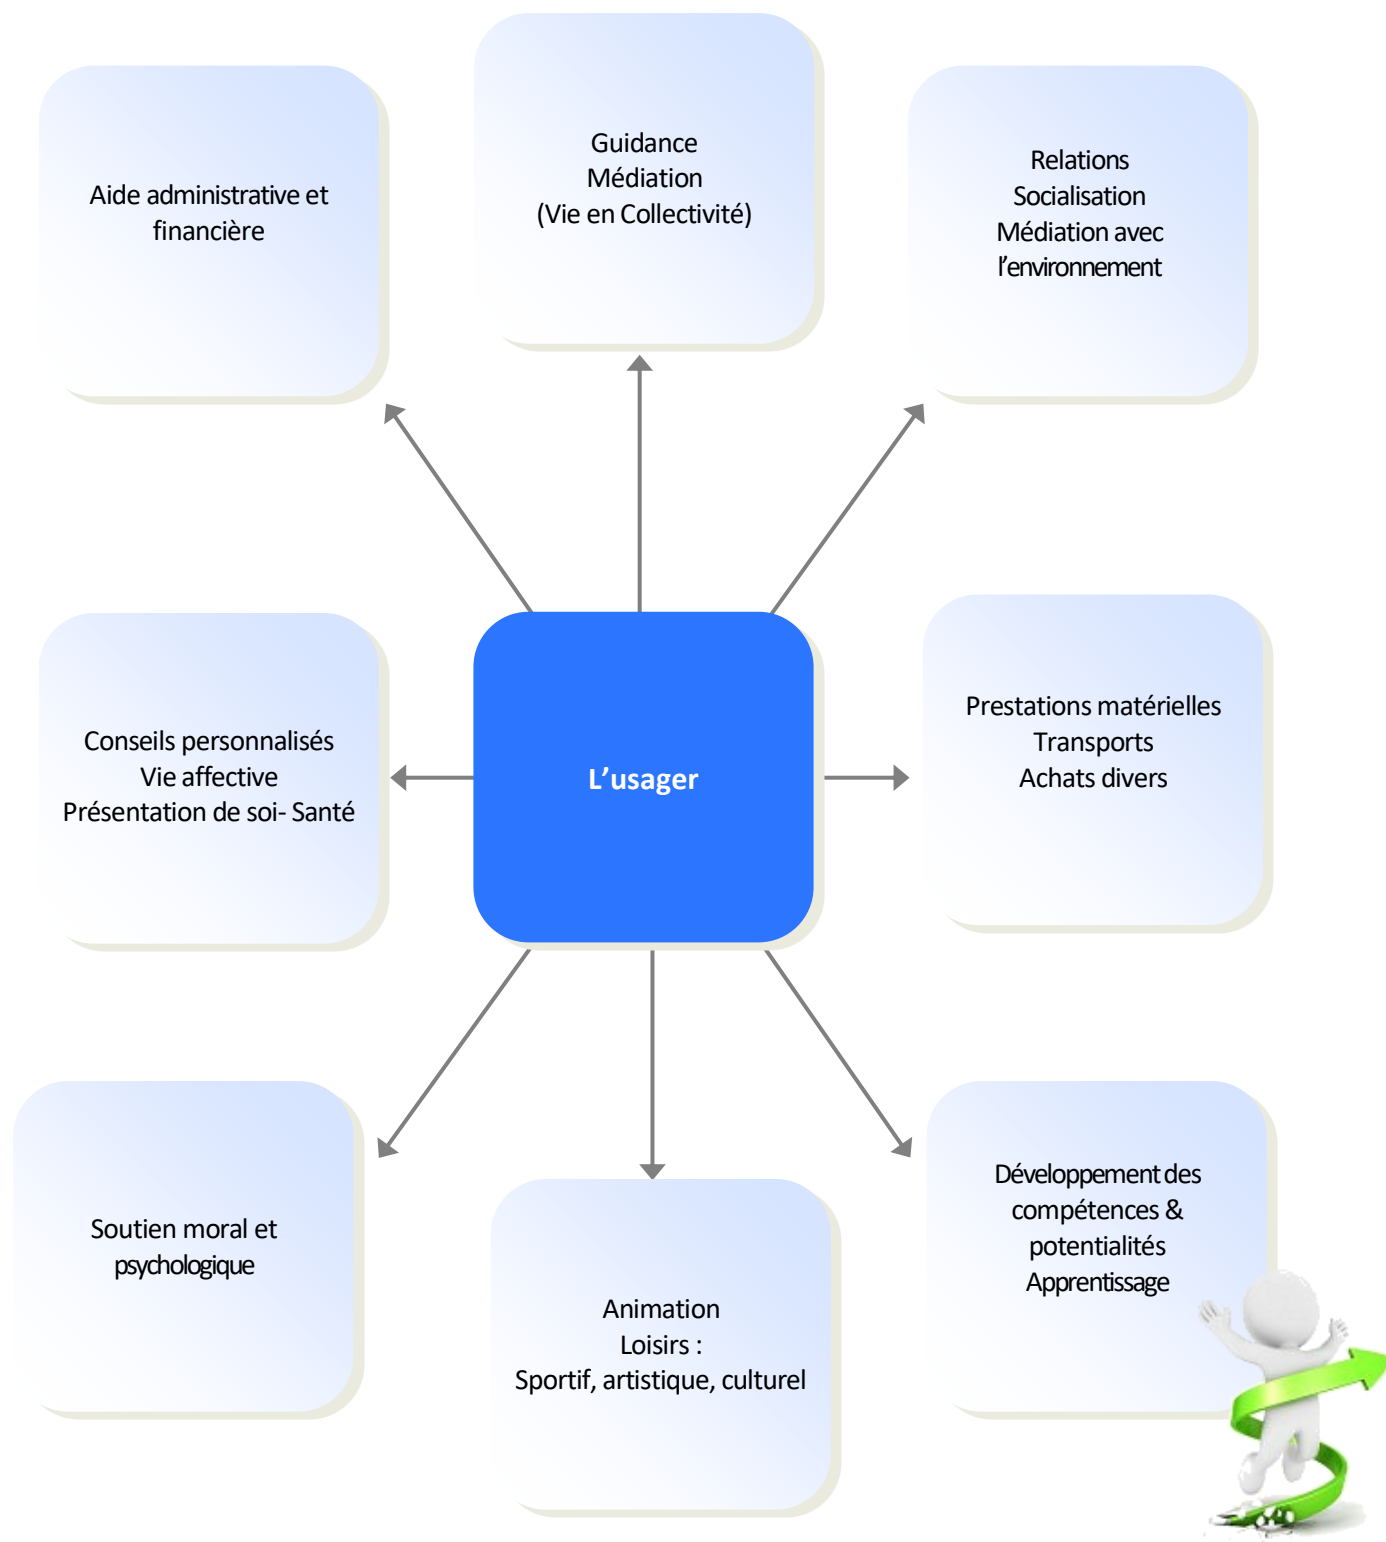 Aide administrative et
financière
Guidance
Médiation
(Vie en Collectivité)
Relations
Socialisation
Médiation avec
l’environnement
Conseils personnalisés
Vie affective
Présentation de soi- Santé
L’usager
Prestations matérielles
Transports
Achats divers
Soutien moral et
psychologique
Animation
Loisirs :
Sportif, artistique, culturel
Développement des
compétences &
potentialités
Apprentissage